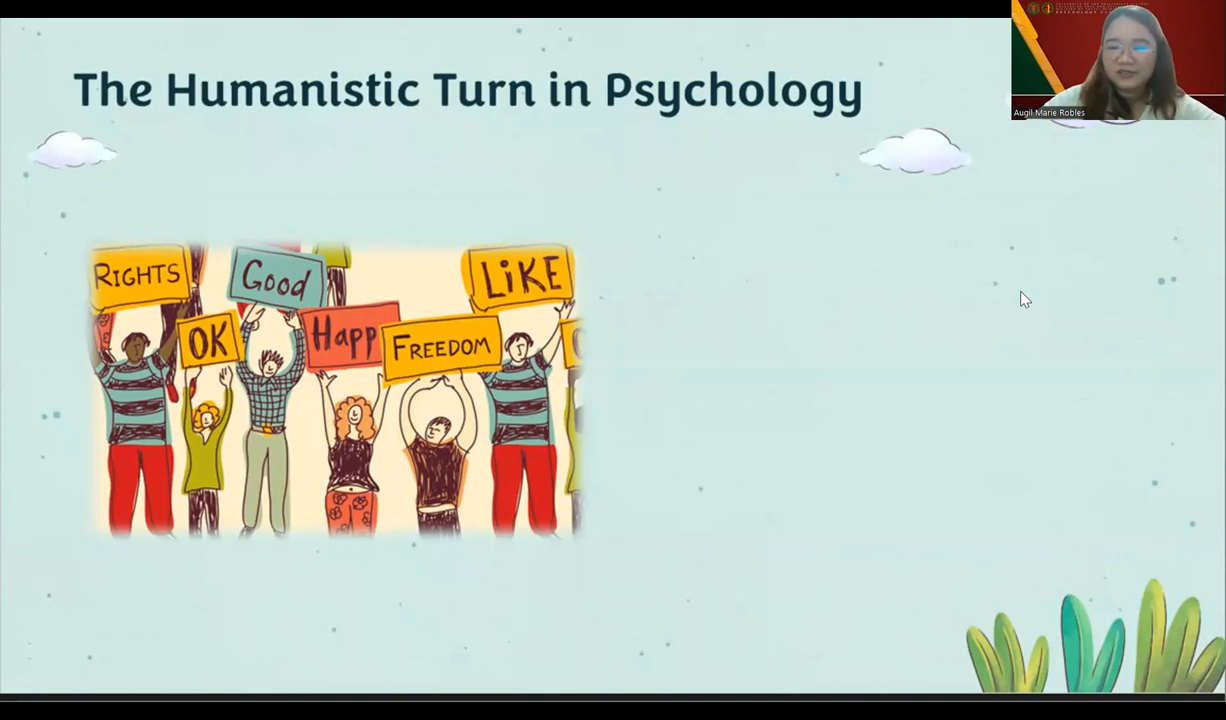 The Humanistic Turn in Psychology
Augil Marie Robles
RIGHTS
Good
LiKE
OK
Happ
FREEDOM